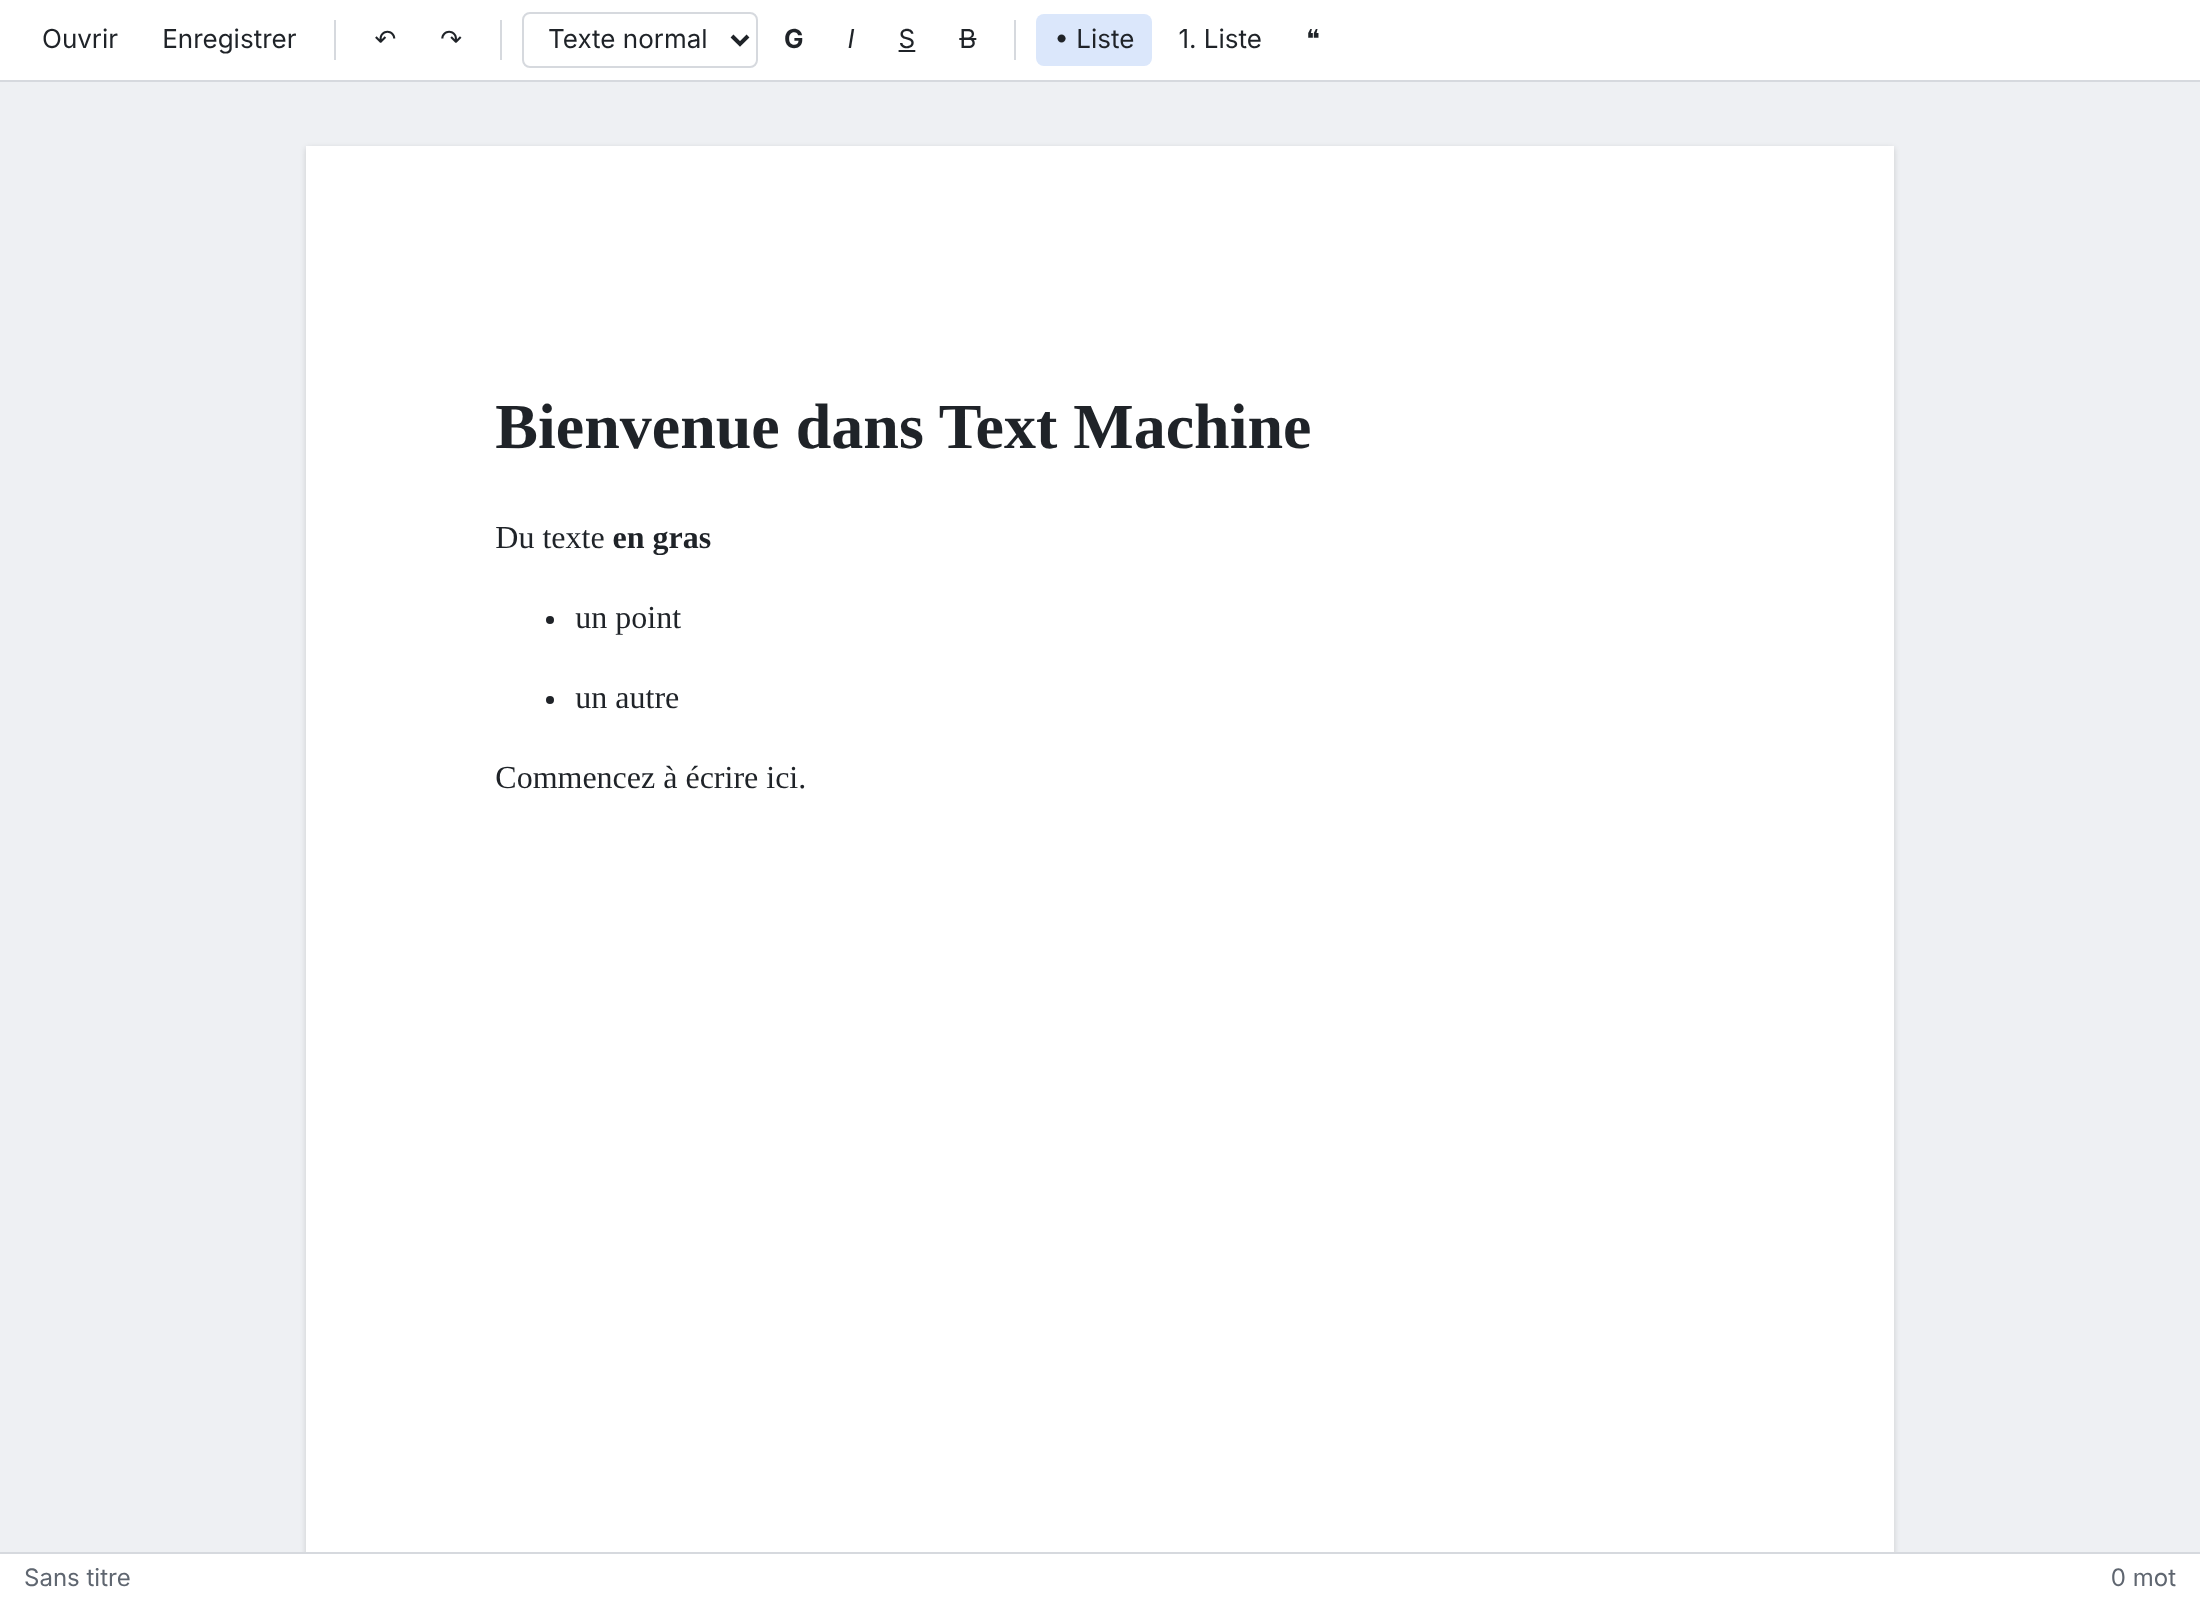 Ouvrir Enregistrer ↶ ↷ Texte normal G I S B • Liste 1. Liste ❝
Bienvenue dans Text Machine
Du texte en gras
• un point
• un autre
Commencez à écrire ici.
Sans titre 0 mot